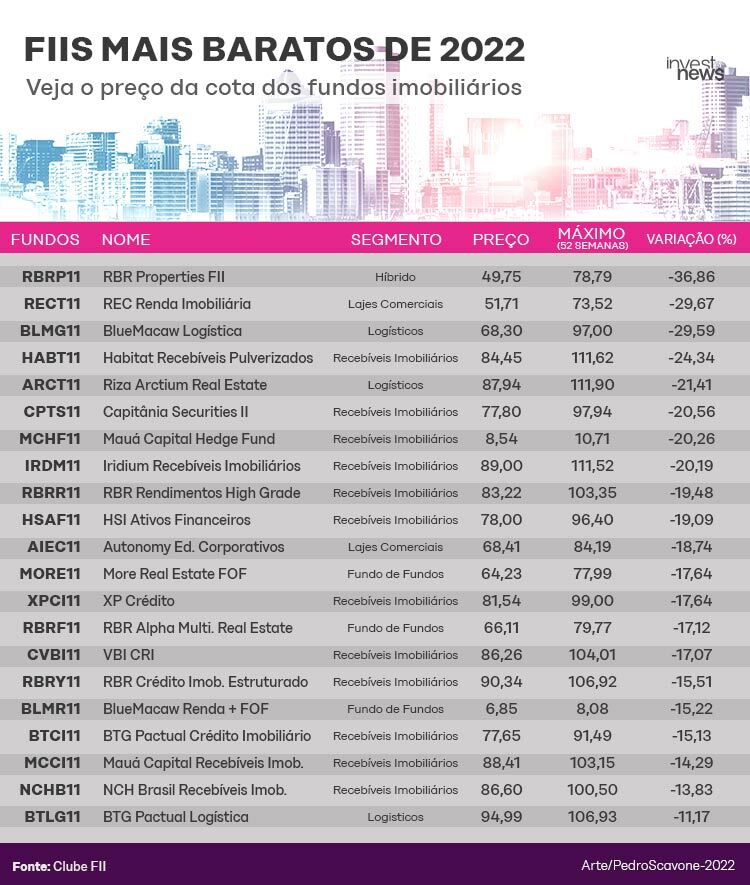 FIIS MAIS BARATOS DE 2022
Veja o preço da cota dos fundos imobiliários
invest
news
FUNDOS NOME SEGMENTO PREÇO MÁXIMO (52 SEMANAS) VARIAÇÃO (%)
RBRP11 RBR Properties FII Híbrido 49,75 78,79 -36,86
RECT11 REC Renda Imobiliária Lajes Comerciais 51,71 73,52 -29,67
BLMG11 BlueMacaw Logística Logísticos 68,30 97,00 -29,59
HABT11 Habitat Recebíveis Pulverizados Recebíveis Imobiliários 84,45 111,62 -24,34
ARCT11 Riza Arctium Real Estate Logísticos 87,94 111,90 -21,41
CPTS11 Capitânia Securities II Recebíveis Imobiliários 77,80 97,94 -20,56
MCHF11 Mauá Capital Hedge Fund Recebíveis Imobiliários 8,54 10,71 -20,26
IRDM11 Iridium Recebíveis Imobiliários Recebíveis Imobiliários 89,00 111,52 -20,19
RBRR11 RBR Rendimentos High Grade Recebíveis Imobiliários 83,22 103,35 -19,48
HSAF11 HSI Ativos Financeiros Recebíveis Imobiliários 78,00 96,40 -19,09
AIEC11 Autonomy Ed. Corporativos Lajes Comerciais 68,41 84,19 -18,74
MORE11 More Real Estate FOF Fundo de Fundos 64,23 77,99 -17,64
XPCI11 XP Crédito Recebíveis Imobiliários 81,54 99,00 -17,64
RBRF11 RBR Alpha Multi. Real Estate Fundo de Fundos 66,11 79,77 -17,12
CVBI11 VBI CRI Recebíveis Imobiliários 86,26 104,01 -17,07
RBRY11 RBR Crédito Imob. Estruturado Recebíveis Imobiliários 90,34 106,92 -15,51
BLMR11 BlueMacaw Renda + FOF Fundo de Fundos 6,85 8,08 -15,22
BTCI11 BTG Pactual Crédito Imobiliário Recebíveis Imobiliários 77,65 91,49 -15,13
MCCI11 Mauá Capital Recebíveis Imob. Recebíveis Imobiliários 88,41 103,15 -14,29
NCHB11 NCH Brasil Recebíveis Imob. Recebíveis Imobiliários 86,60 100,50 -13,83
BTLG11 BTG Pactual Logística Logisticos 94,99 106,93 -11,17
Fonte: Clube FII Arte/PedroScavone-2022